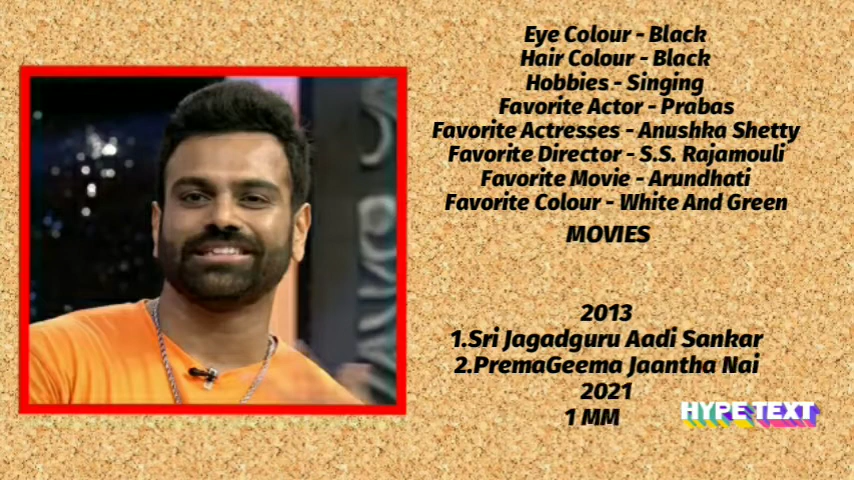 Eye Colour - Black
Hair Colour - Black
Hobbies - Singing
Favorite Actor - Prabas
Favorite Actresses - Anushka Shetty
Favorite Director - S.S. Rajamouli
Favorite Movie - Arundhati
Favorite Colour - White And Green
MOVIES
2013
1.Sri Jagadguru Aadi Sankar
2.PremaGeema Jaantha Nai
2021
1 MM
HYPE TEXT